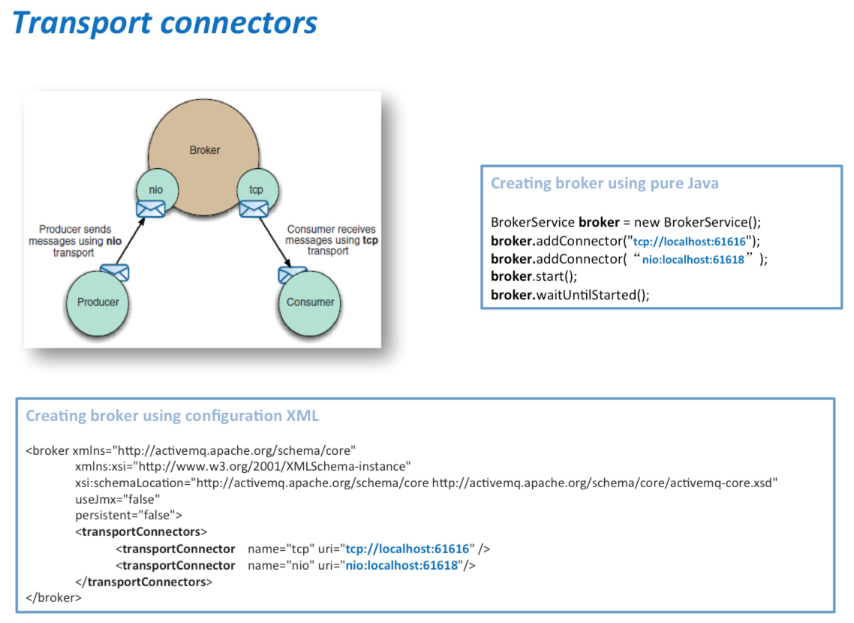 Transport connectors
Broker
nio
tcp
Producer sends
messages using nio
transport
Consumer receives
messages using tcp
transport
Producer
Consumer
Creating broker using pure Java
BrokerService broker = new BrokerService();
broker.addConnector("tcp://localhost:61616");
broker.addConnector( “nio:localhost:61618” );
broker.start();
broker.waitUntilStarted();
Creating broker using configuration XML
<broker xmlns="http://activemq.apache.org/schema/core"
xmlns:xsi="http://www.w3.org/2001/XMLSchema-instance"
xsi:schemaLocation="http://activemq.apache.org/schema/core http://activemq.apache.org/schema/core/activemq-core.xsd"
useJmx="false"
persistent="false">
<transportConnectors>
<transportConnector name="tcp" uri="tcp://localhost:61616" />
<transportConnector name="nio" uri="nio:localhost:61618"/>
</transportConnectors>
</broker>